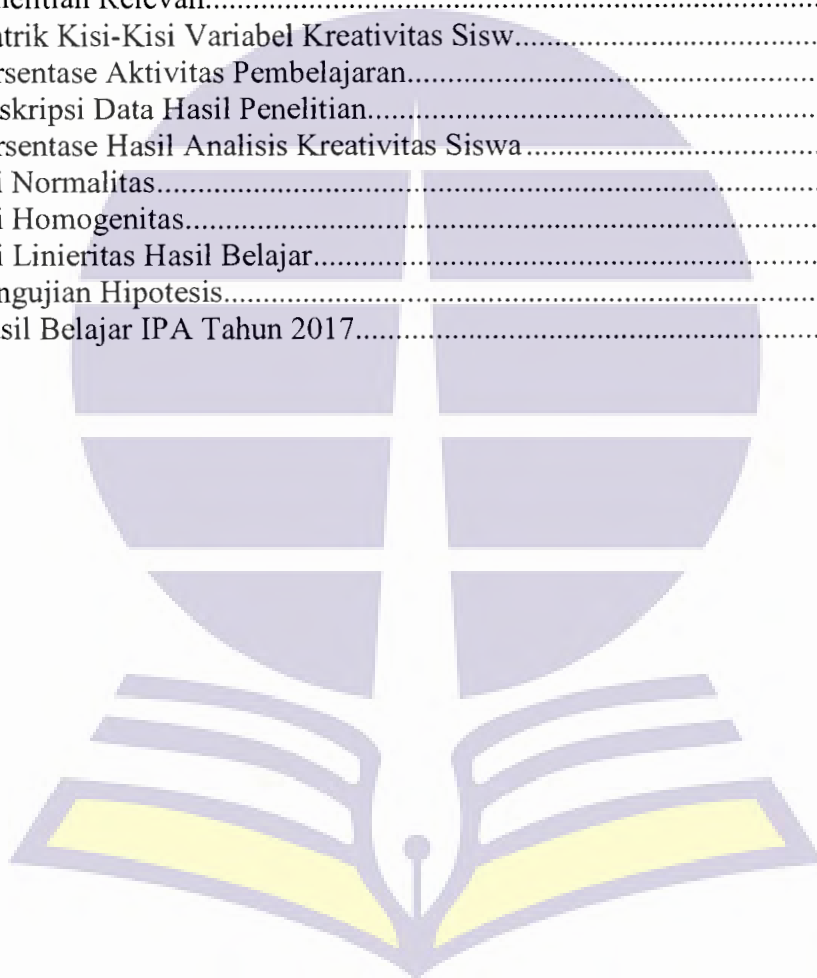 Relevan..........
atrik Kisi-Kisi Variabel Kreativitas Sisw..........
rsentase Aktivitas Pembelajaran..........
skripsi Data Hasil Penelitian..........
rsentase Hasil Analisis Kreativitas Siswa..........
i Normalitas..........
i Homogenitas..........
i Linieritas Hasil Belajar..........
ngujian Hipotesis..........
sil Belajar IPA Tahun 2017..........